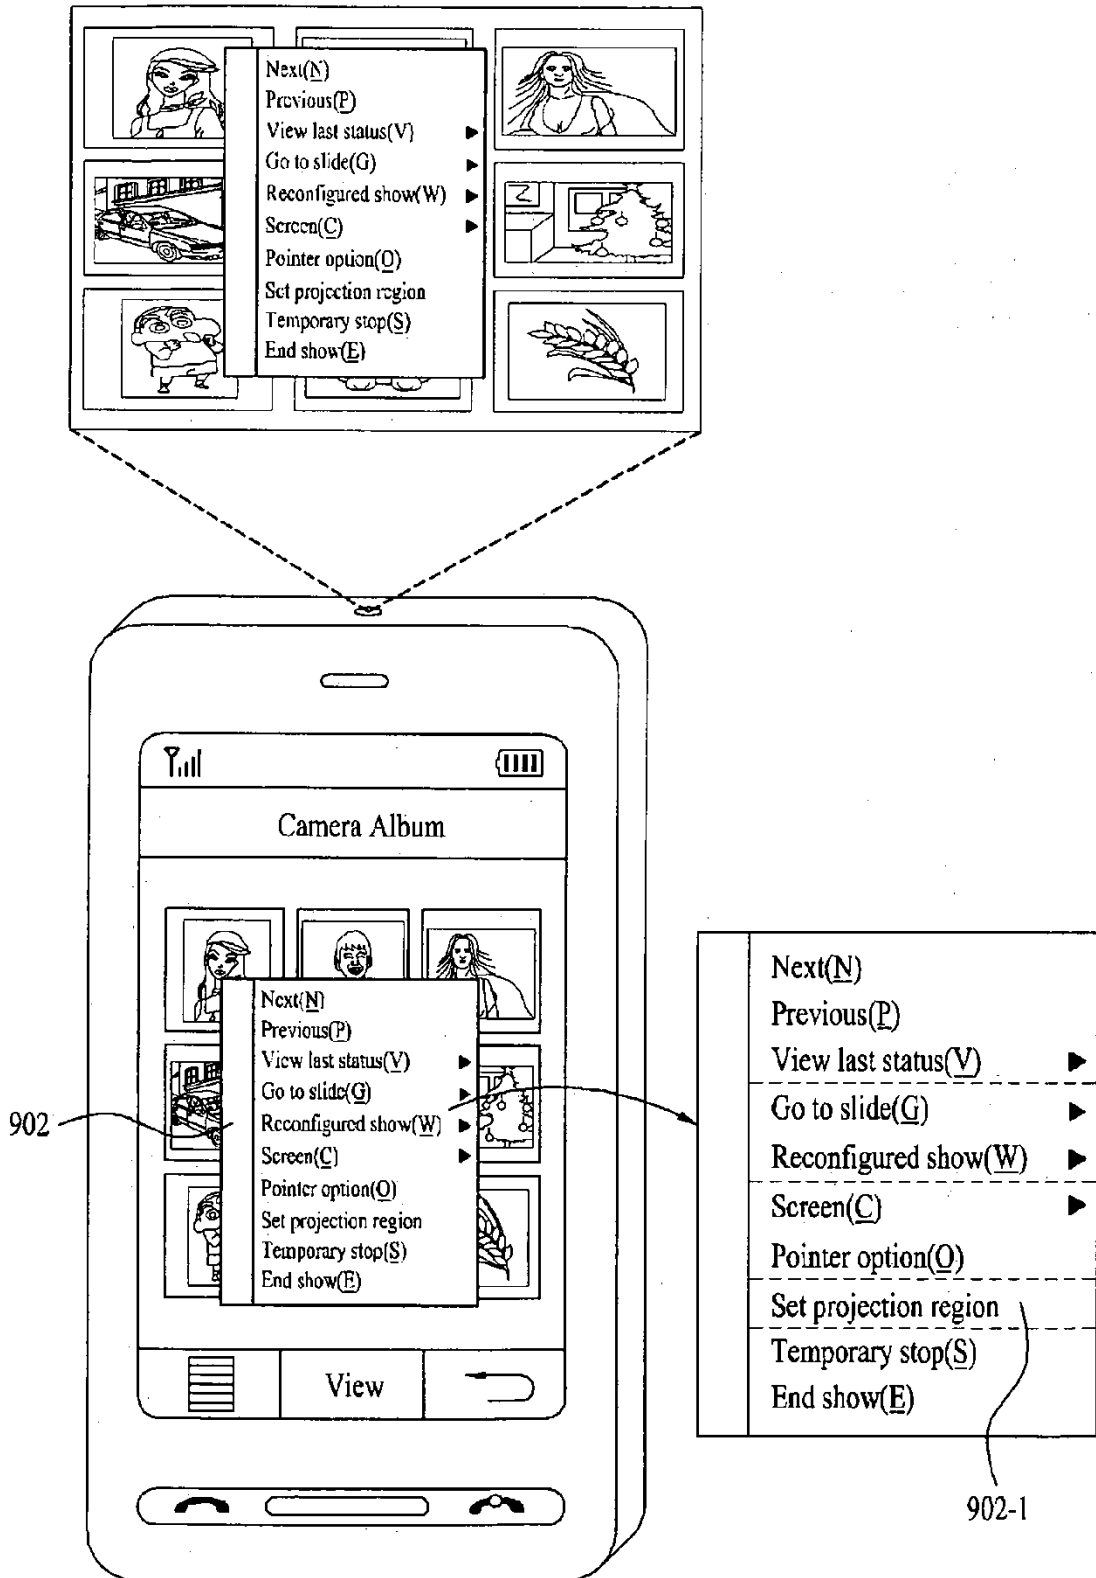 Next(N)
Previous(P)
View last status(V)
Go to slide(G)
Reconfigured show(W)
Screen(C)
Pointer option(O)
Set projection region
Temporary stop(S)
End show(E)
Camera Album
Next(N)
Previous(P)
View last status(V)
Go to slide(G)
Reconfigured show(W)
Screen(C)
Pointer option(O)
Set projection region
Temporary stop(S)
End show(E)
902
View
Next(N)
Previous(P)
View last status(V)
Go to slide(G)
Reconfigured show(W)
Screen(C)
Pointer option(O)
Set projection region
Temporary stop(S)
End show(E)
902-1